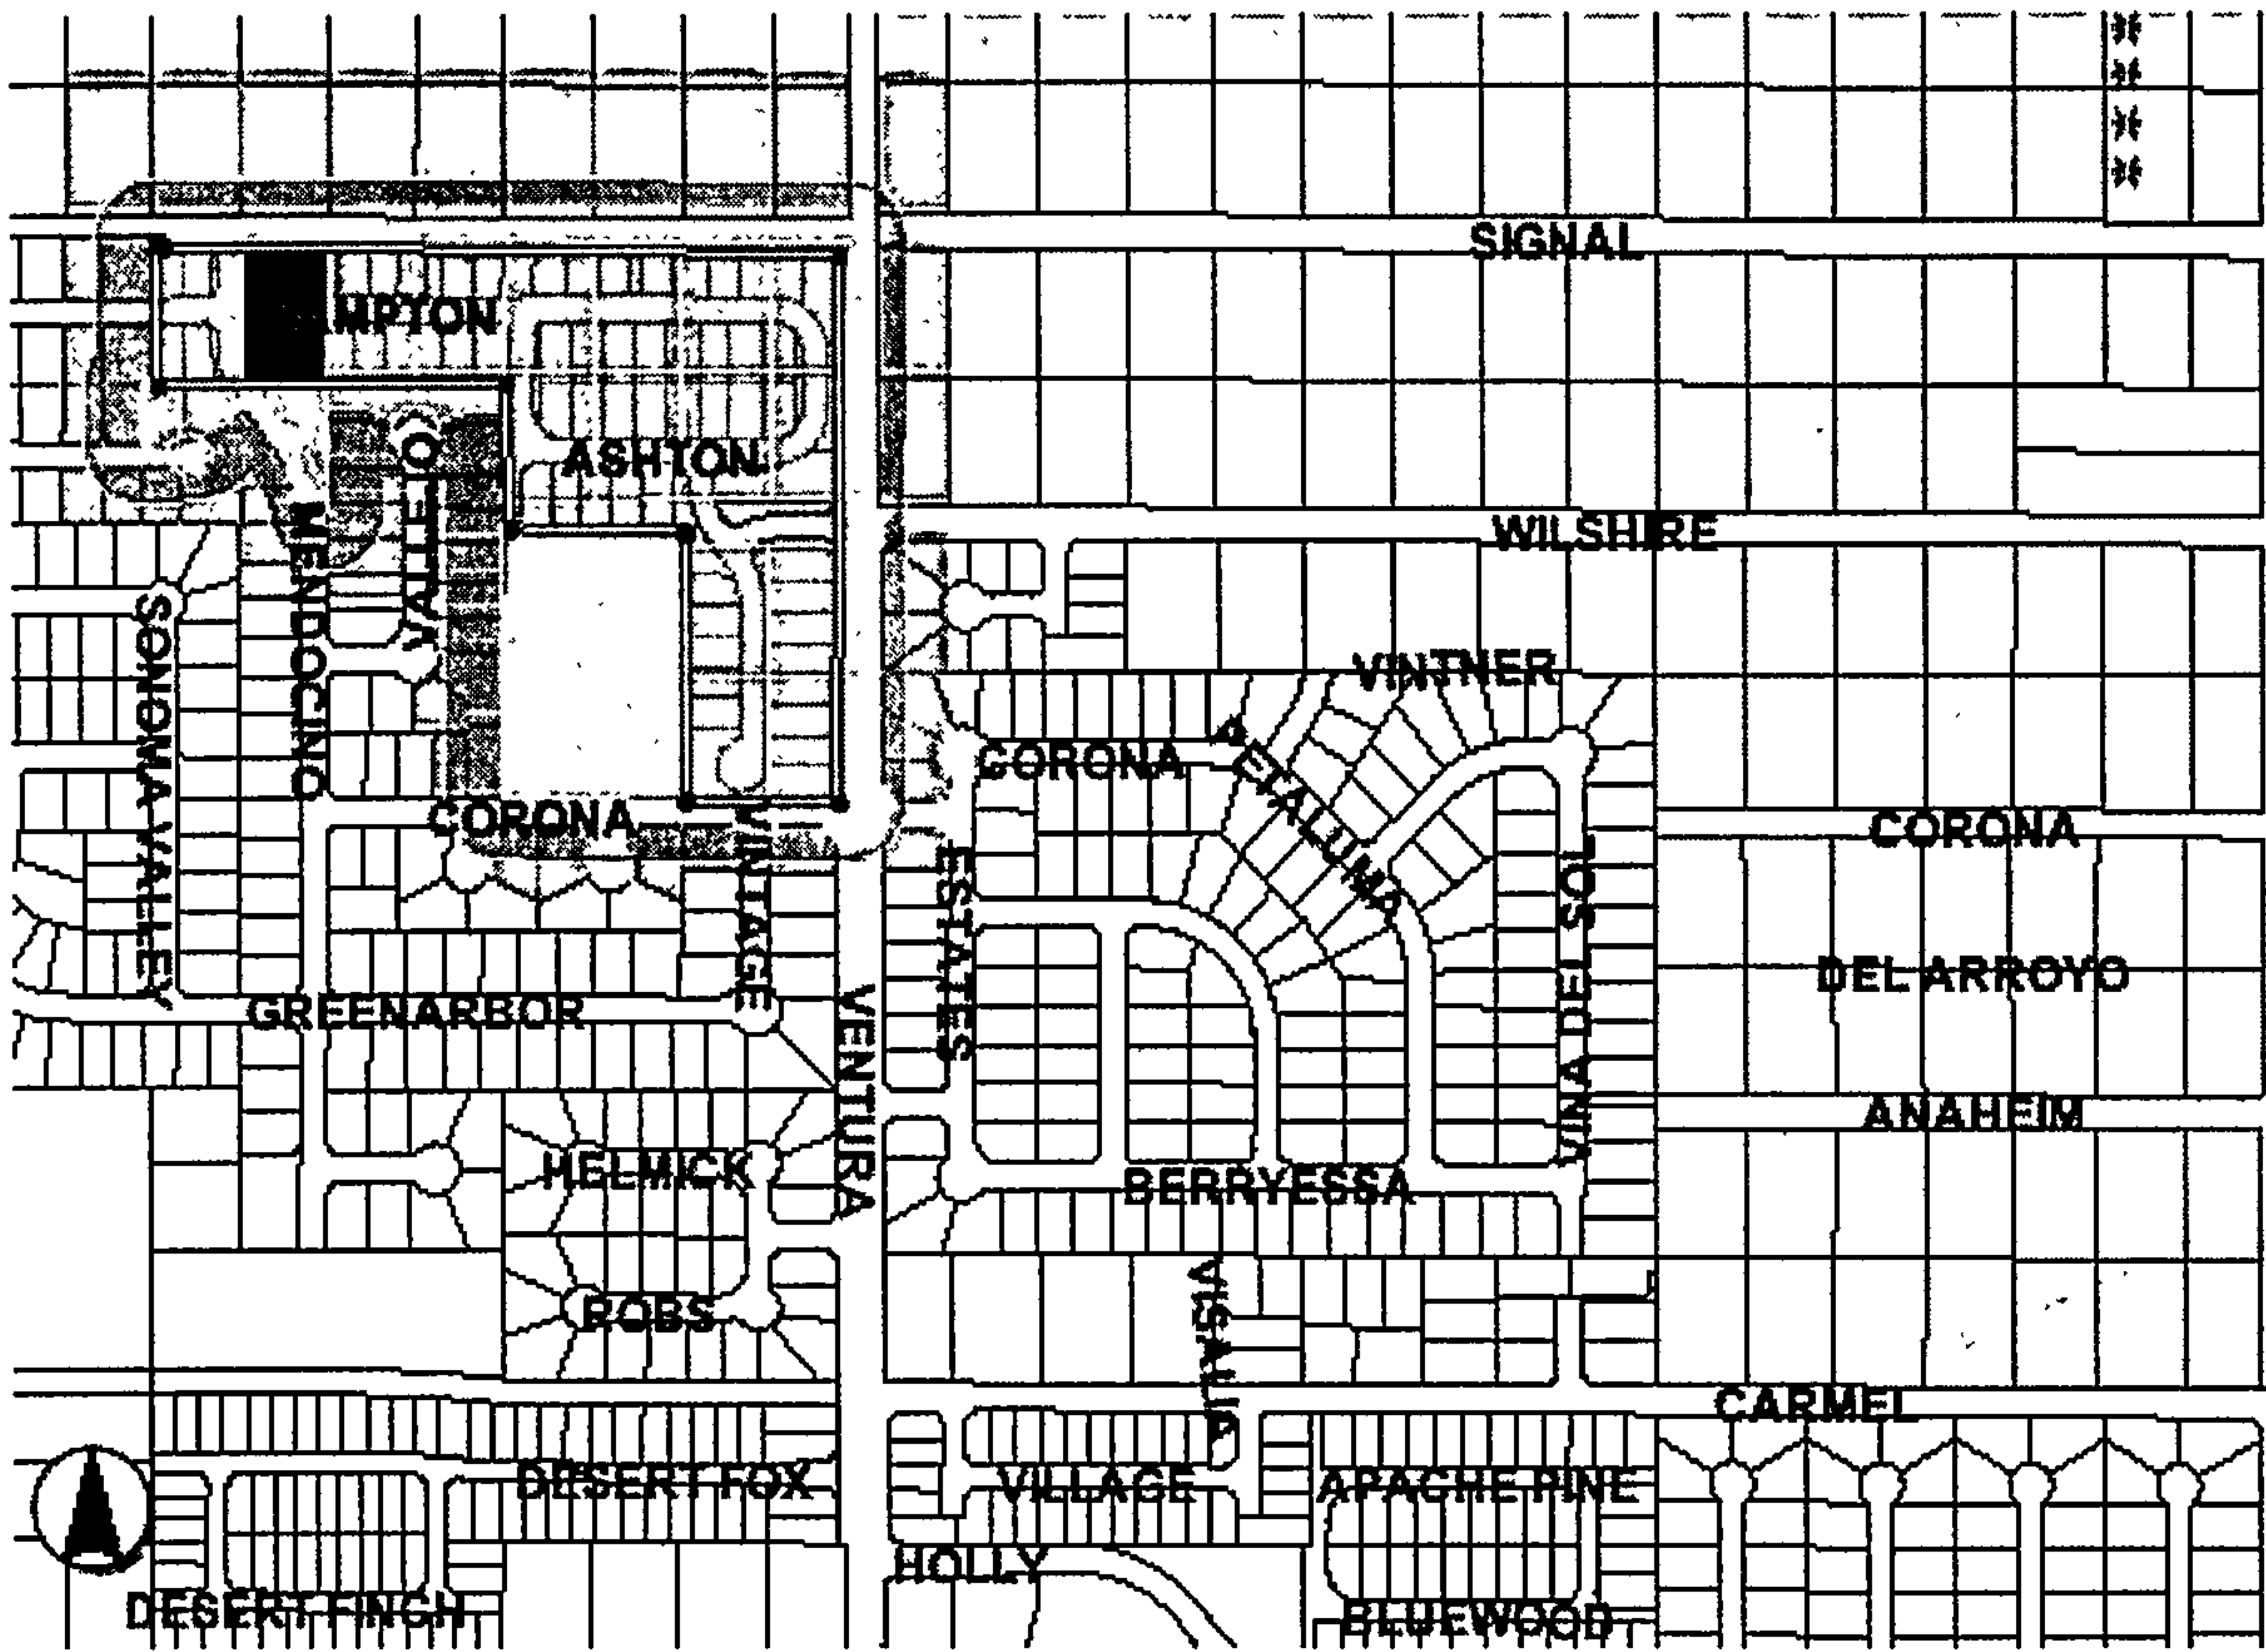 SIGNAL
MPTON
ASHTON
WILSHIRE
MENDOCINO
SONOMA VALLEY
VINTNER
CORONA
PETALUMA
CORONA
CORONA
VINTAGE
ESTATES
VINA DEL SOL
DEL ARROYO
GREENARBOR
VENTURA
ANAHEIM
HELMICK
BERRYESSA
ROBS
VISALIA
CARMEL
DESERT FOX
VILLAGE
APACHE PINE
HOLLY
DESERT FINCH
BLUEWOOD